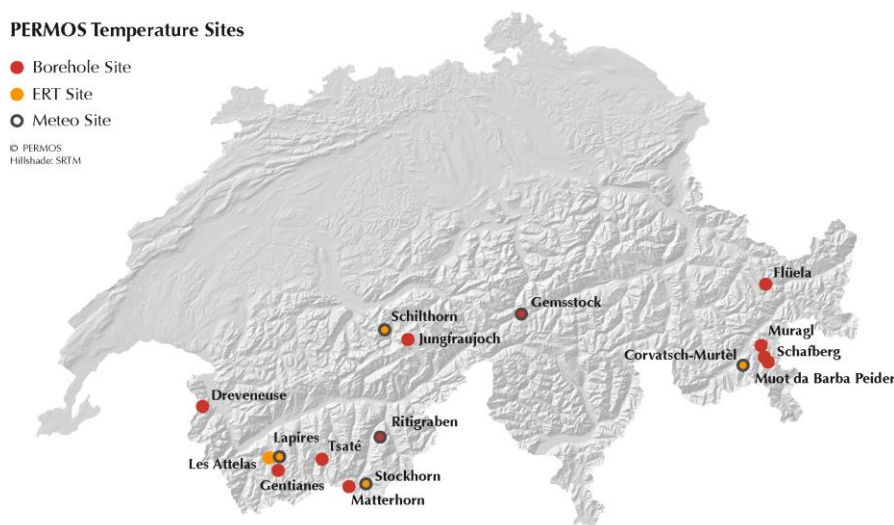 PERMOS Temperature Sites
Borehole Site
ERT Site
Meteo Site
© PERMOS
Hillshade: SRTM
Flüela
Gemsstock
Schilthorn
Jungfraujoch
Muragl
Schafberg
Corvatsch-Murtèl
Muot da Barba Peider
Dreveneuse
Ritigraben
Lapires
Tsaté
Les Attelas
Stockhorn
Gentianes
Matterhorn